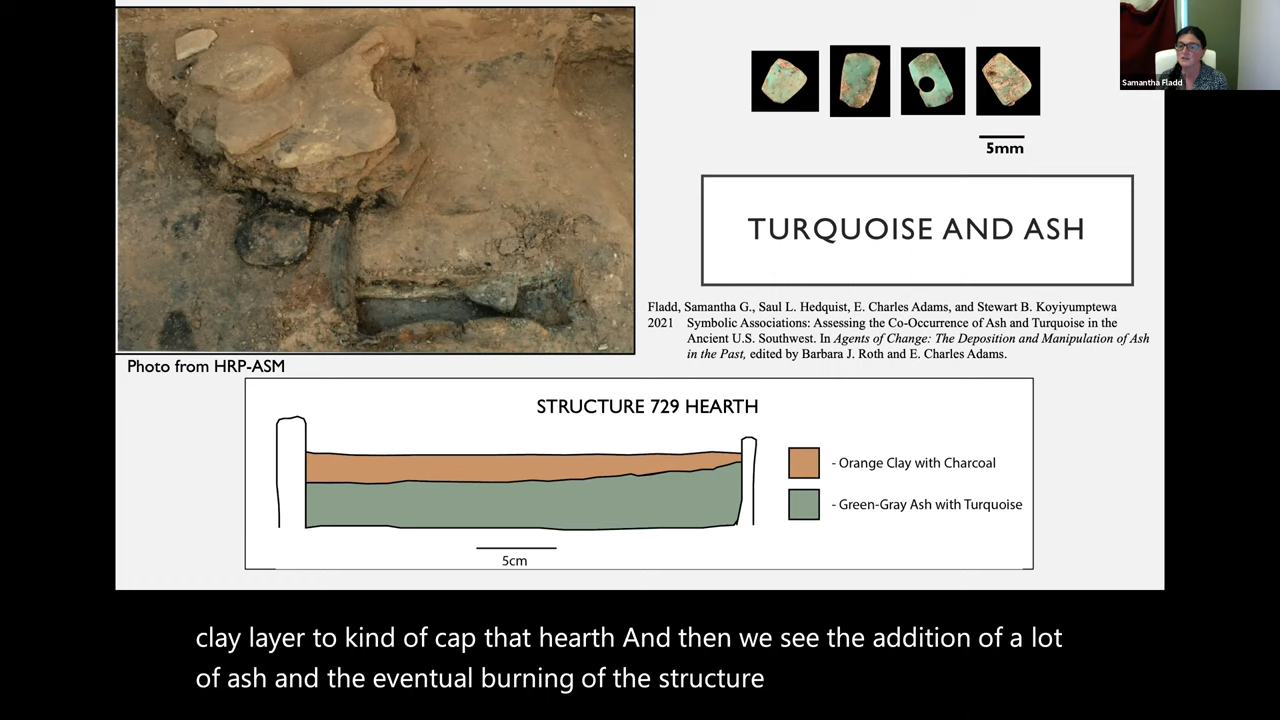 Samantha Fladd
5mm
TURQUOISE AND ASH
Fladd, Samantha G., Saul L. Hedquist, E. Charles Adams, and Stewart B. Koyiyumptewa
2021 Symbolic Associations: Assessing the Co-Occurrence of Ash and Turquoise in the
Ancient U.S. Southwest. In Agents of Change: The Deposition and Manipulation of Ash
in the Past, edited by Barbara J. Roth and E. Charles Adams.
Photo from HRP-ASM
STRUCTURE 729 HEARTH
- Orange Clay with Charcoal
- Green-Gray Ash with Turquoise
5cm
clay layer to kind of cap that hearth And then we see the addition of a lot
of ash and the eventual burning of the structure